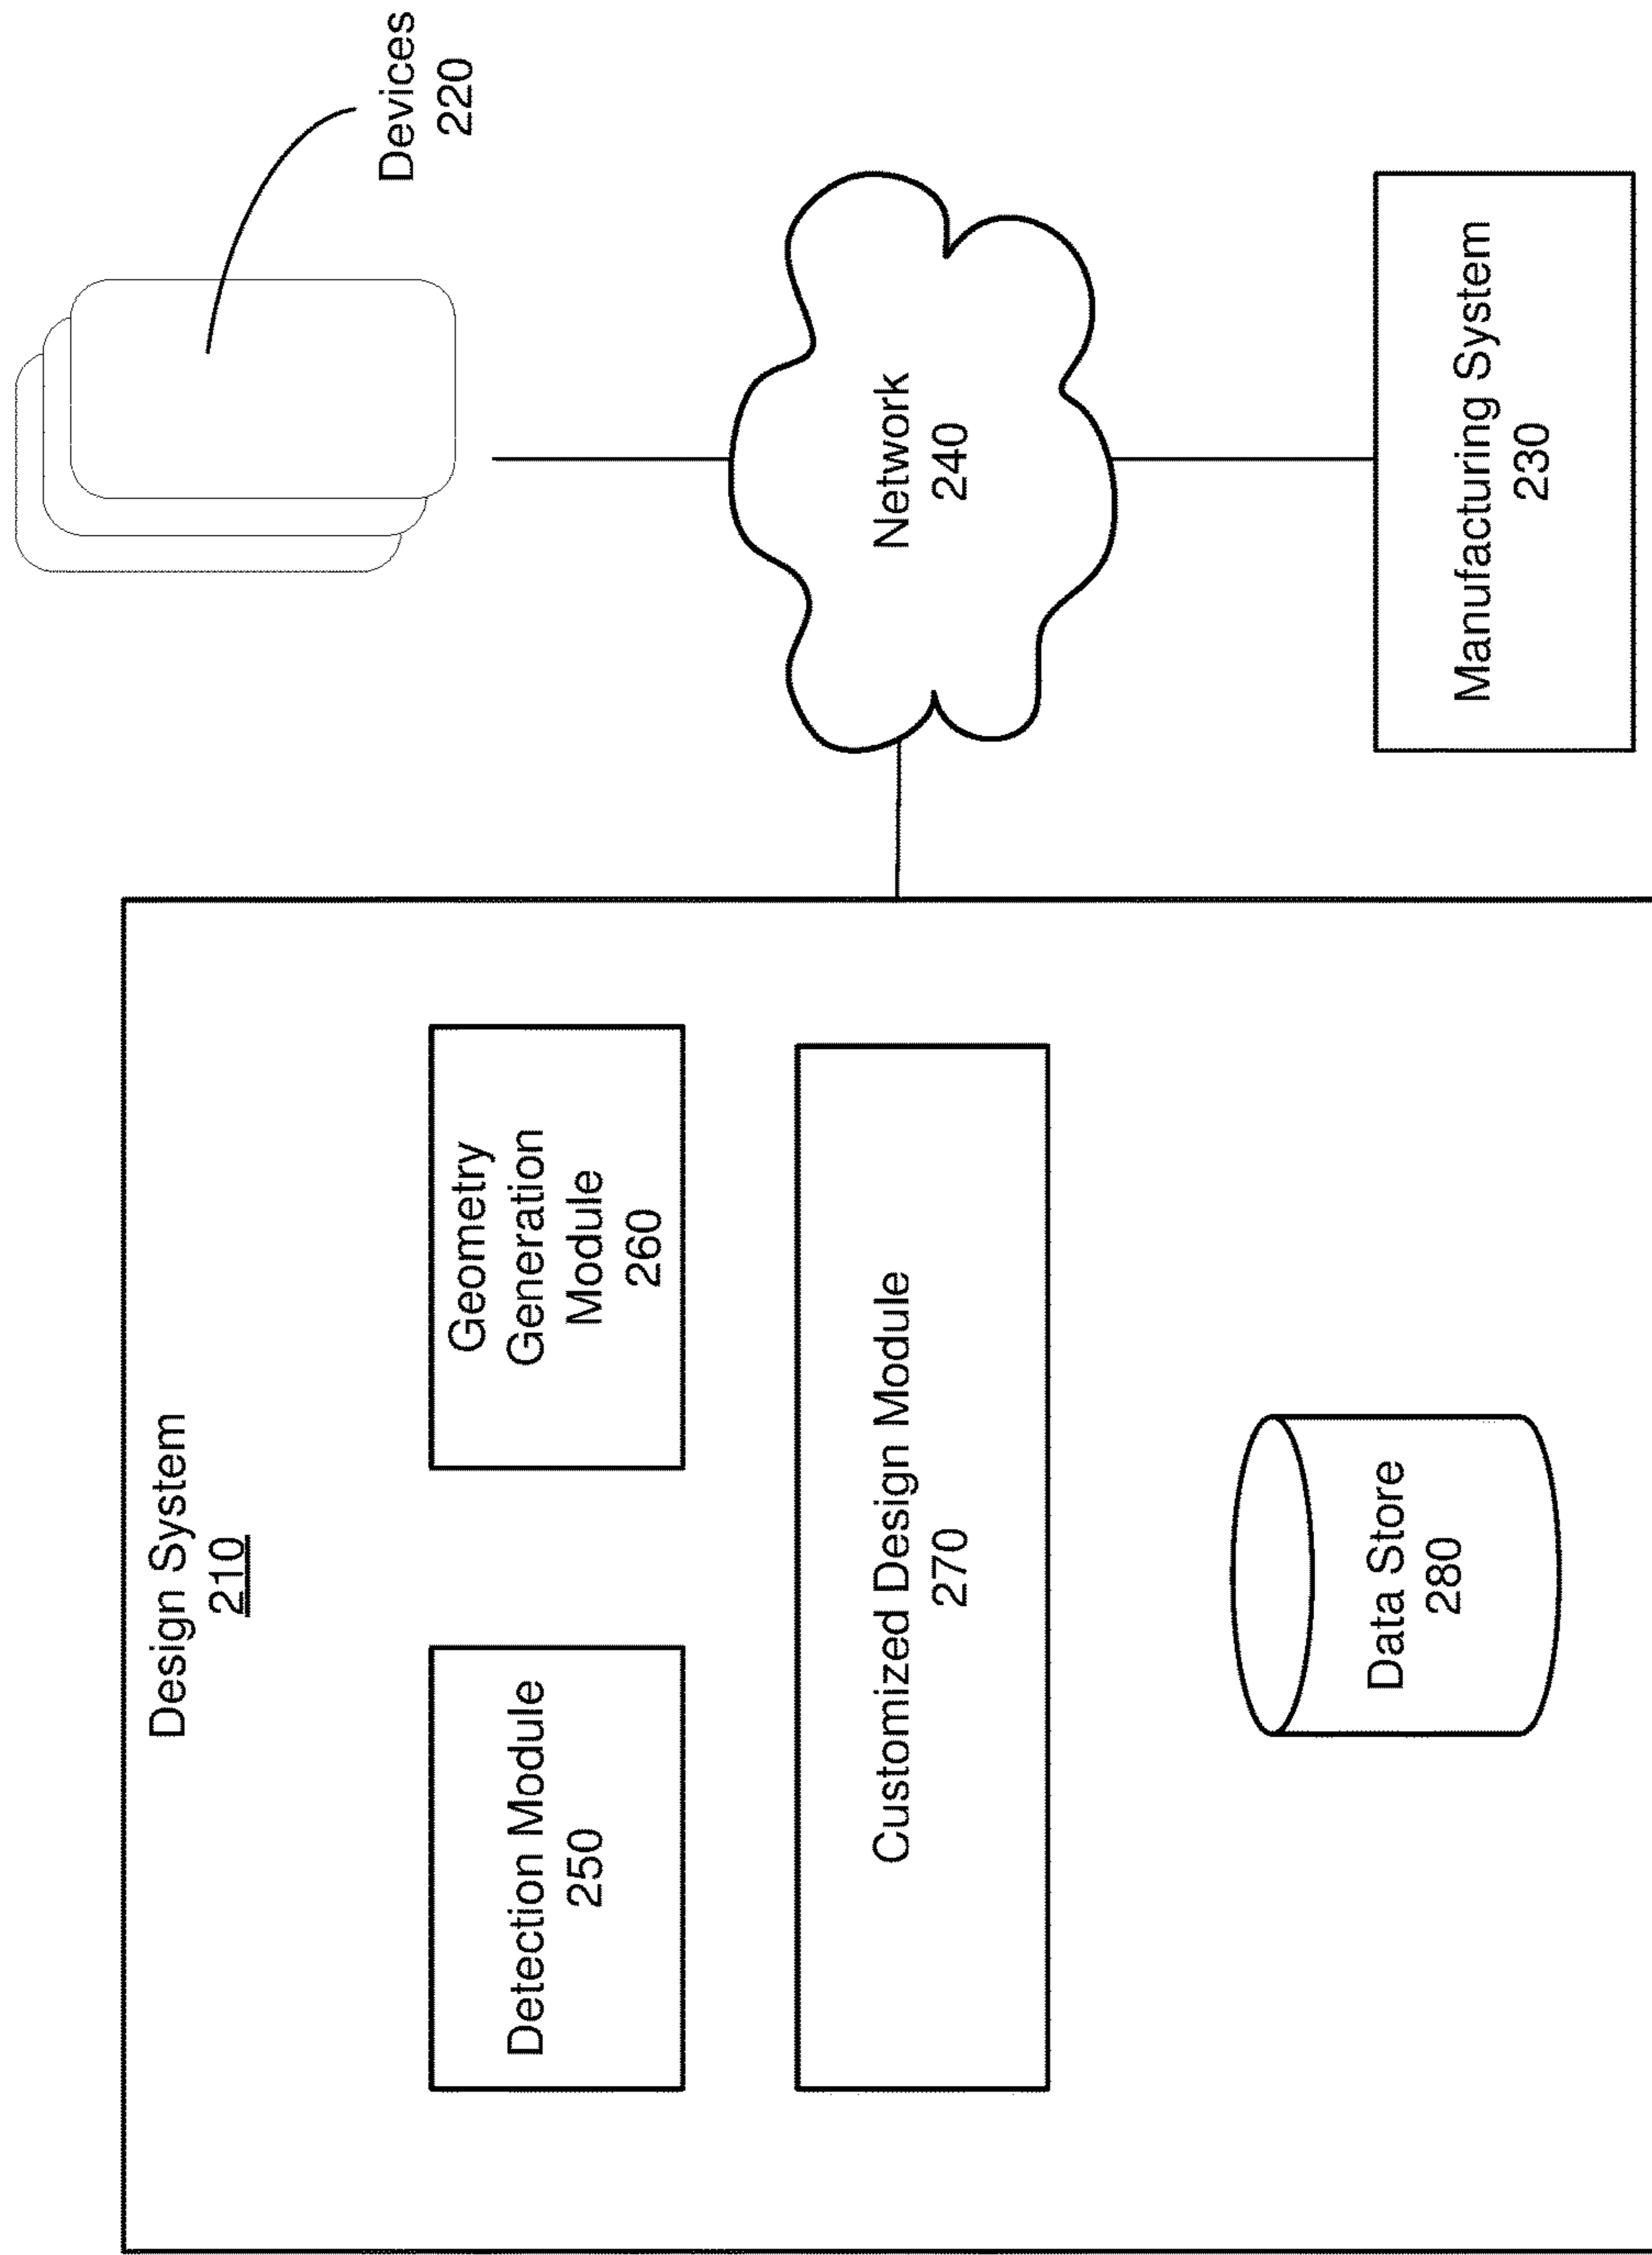 Design System
210
Detection Module
250
Geometry
Generation
Module
260
Customized Design Module
270
Data Store
280
Devices
220
Network
240
Manufacturing System
230